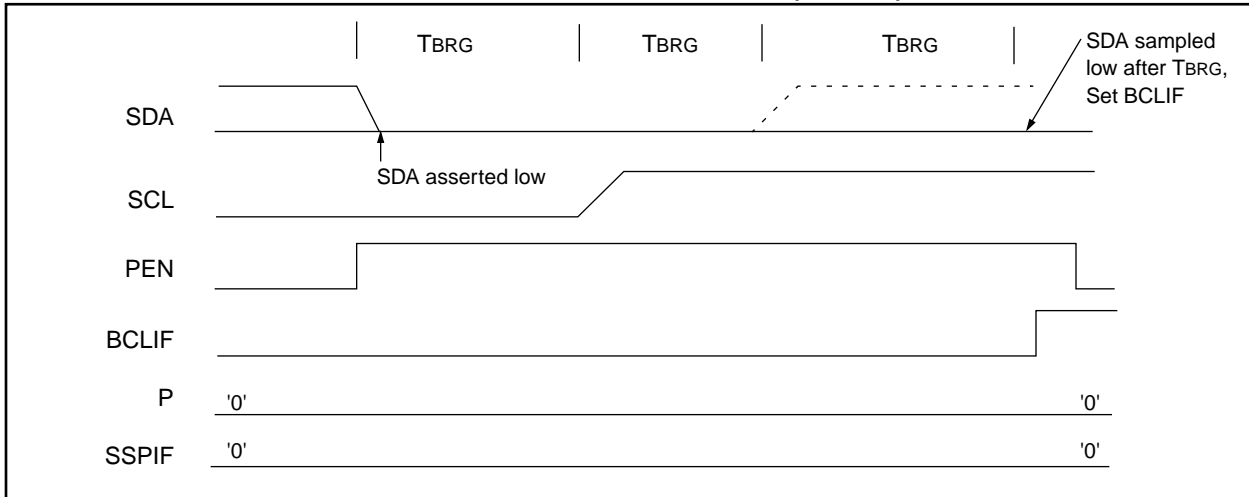 TBRG TBRG TBRG
SDA sampled
low after TBRG,
Set BCLIF
SDA
SDA asserted low
SCL
PEN
BCLIF
P '0' '0'
SSPIF '0' '0'